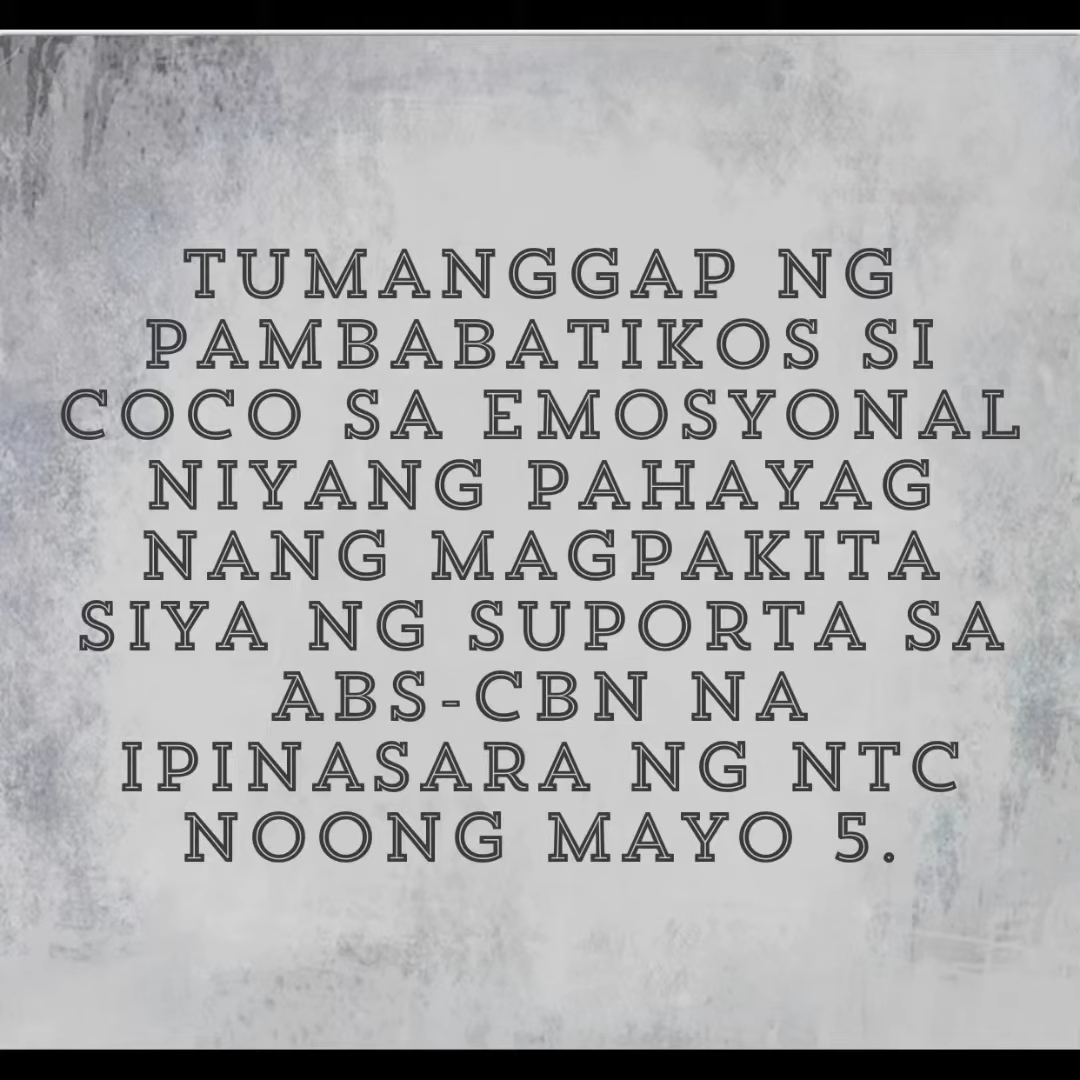 TUMANGGAP NG
PAMBABATIKOS SI
COCO SA EMOSYONAL
NIYANG PAHAYAG
NANG MAGPAKITA
SIYA NG SUPORTA SA
ABS-CBN NA
IPINASARA NG NTC
NOONG MAYO 5.